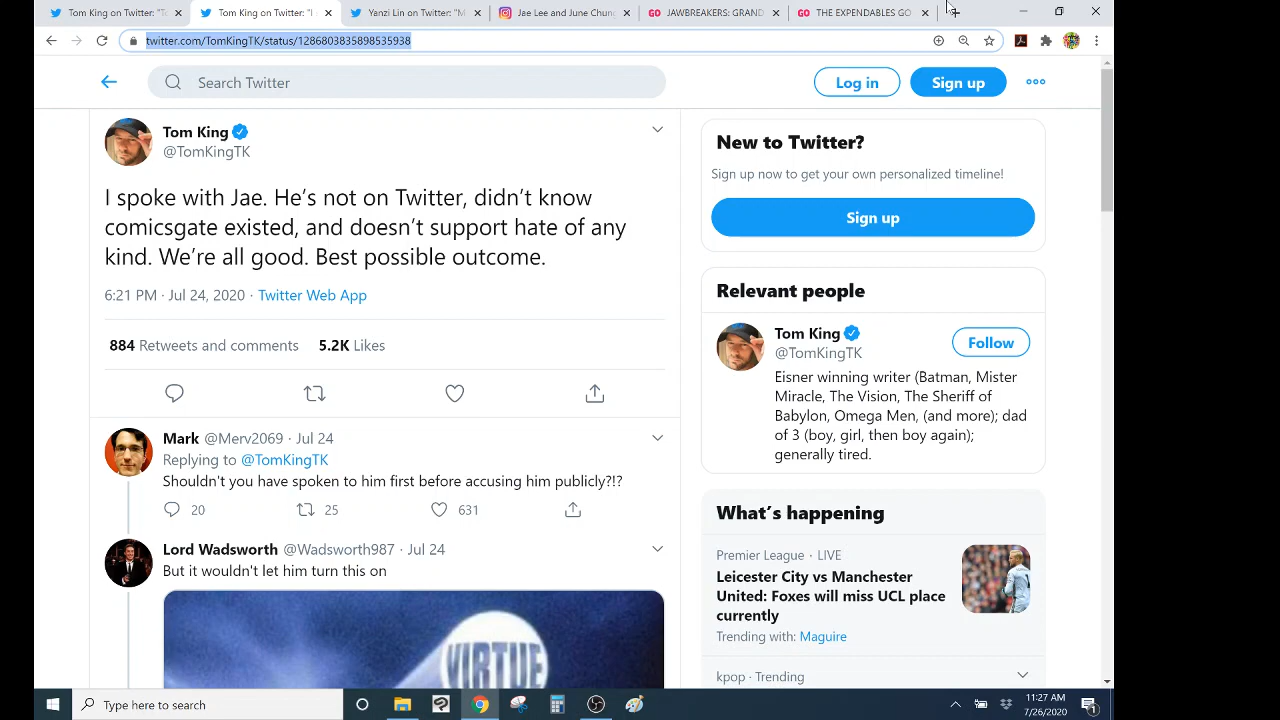 Tom King on Twitter: "To
Tom King on Twitter: "I
Yanzi Lin on Twitter: "M
Jae Lee and June Chung
GO JAWBREAKERS: GRAND
GO THE EXPENDABLES GO
twitter.com/TomKingTK/status/1286803835898535938
Search Twitter
Log in
Sign up
Tom King
@TomKingTK
I spoke with Jae. He's not on Twitter, didn't know
comicsgate existed, and doesn't support hate of any
kind. We're all good. Best possible outcome.
6:21 PM · Jul 24, 2020 · Twitter Web App
884 Retweets and comments 5.2K Likes
Mark @Merv2069 · Jul 24
Replying to @TomKingTK
Shouldn't you have spoken to him first before accusing him publicly?!?
20 25 631
Lord Wadsworth @Wadsworth987 · Jul 24
But it wouldn't let him turn this on
VIRTUE
New to Twitter?
Sign up now to get your own personalized timeline!
Sign up
Relevant people
Tom King
@TomKingTK
Follow
Eisner winning writer (Batman, Mister
Miracle, The Vision, The Sheriff of
Babylon, Omega Men, (and more); dad
of 3 (boy, girl, then boy again);
generally tired.
What's happening
Premier League · LIVE
Leicester City vs Manchester
United: Foxes will miss UCL place
currently
Trending with: Maguire
kpop · Trending
Type here to search
11:27 AM
7/26/2020
1